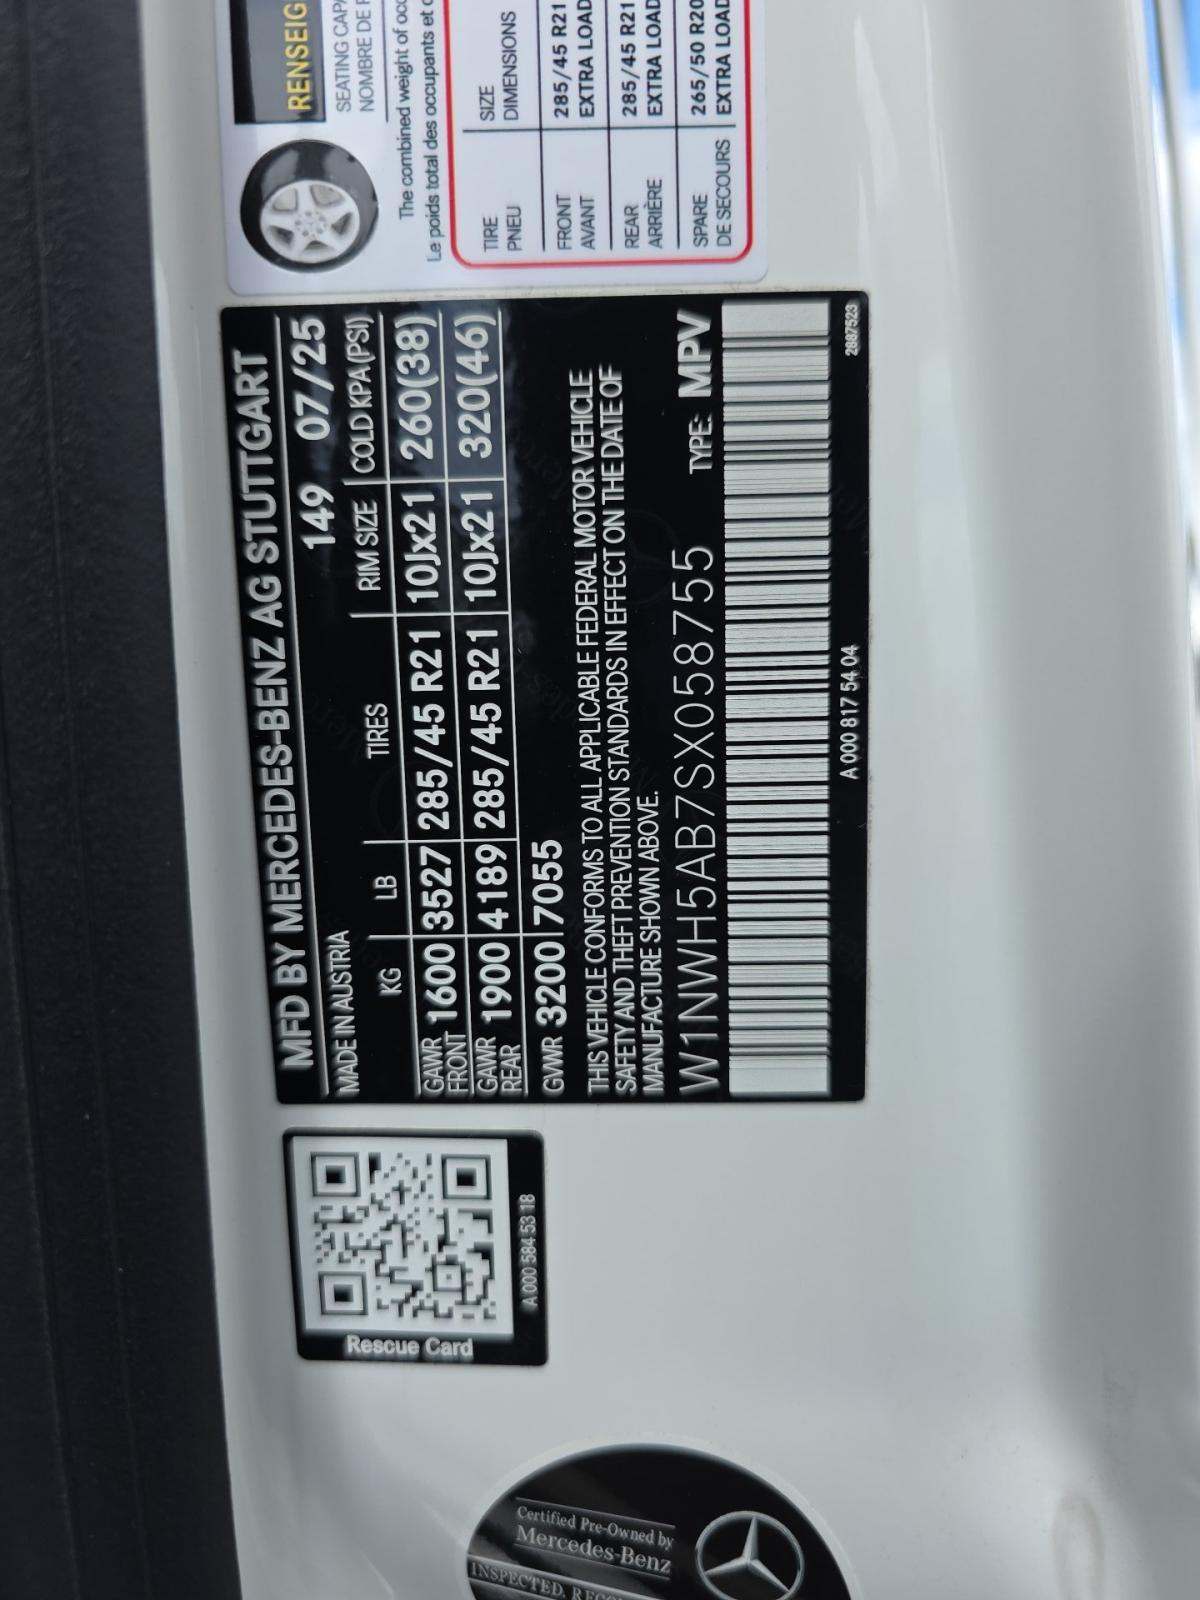 RENSEIG
SEATING CAP
NOMBRE DE
The combined weight of
Le poids total des occupants et
TIRE SIZE
PNEU DIMENSIONS
FRONT 285/45 R21
AVANT EXTRA LOAD
REAR 285/45 R21
ARRIÈRE EXTRA LOAD
SPARE 265/50 R20
DE SECOURS EXTRA LOAD
MFD BY MERCEDES-BENZ AG STUTTGART
MADE IN AUSTRIA 149 07/25
KG LB TIRES RIM SIZE COLD KPA(PSI)
GAWR FRONT 1600 3527 285/45 R21 10Jx21 260(38)
GAWR REAR 1900 4189 285/45 R21 10Jx21 320(46)
GVWR 3200 7055
THIS VEHICLE CONFORMS TO ALL APPLICABLE FEDERAL MOTOR VEHICLE
SAFETY AND THEFT PREVENTION STANDARDS IN EFFECT ON THE DATE OF
MANUFACTURE SHOWN ABOVE.
W1NWH5AB7SX058755 TYPE: MPV
A 000 817 54 04 2887523
Rescue Card
A 000 584 53 18
Certified Pre-Owned by
Mercedes-Benz
INSPECTED.